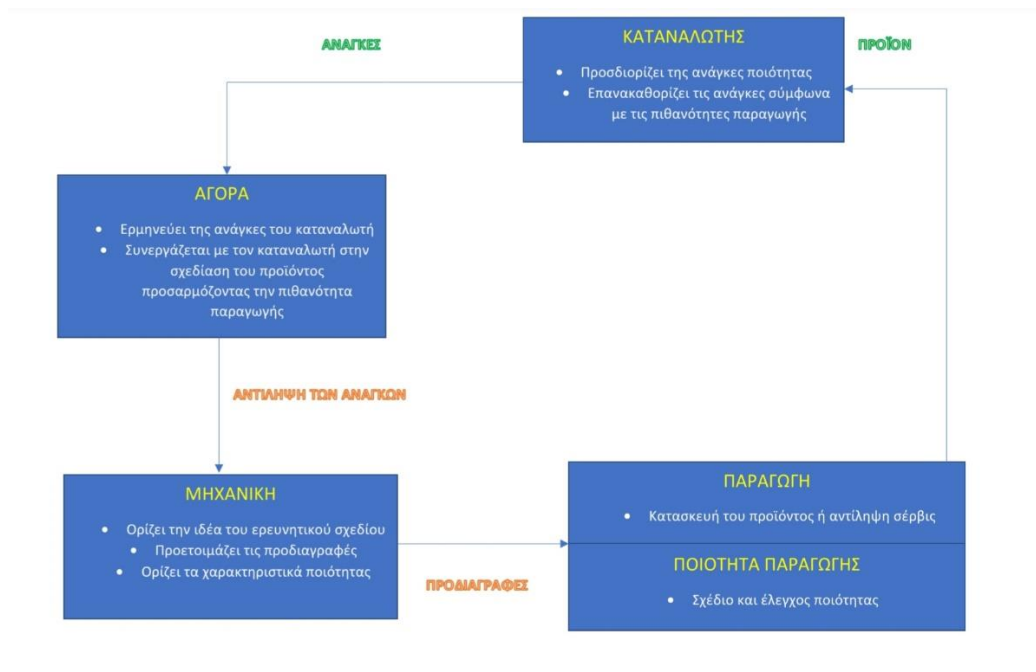 ΑΝΑΓΚΕΣ
ΚΑΤΑΝΑΛΩΤΗΣ
• Προσδιορίζει της ανάγκες ποιότητας
• Επανακαθορίζει τις ανάγκες σύμφωνα
με τις πιθανότητες παραγωγής
ΠΡΟΪΟΝ
ΑΓΟΡΑ
• Ερμηνεύει της ανάγκες του καταναλωτή
• Συνεργάζεται με τον καταναλωτή στην
σχεδίαση του προϊόντος
προσαρμόζοντας την πιθανότητα
παραγωγής
ΑΝΤΙΛΗΨΗ ΤΩΝ ΑΝΑΓΚΩΝ
ΜΗΧΑΝΙΚΗ
• Ορίζει την ιδέα του ερευνητικού σχεδίου
• Προετοιμάζει τις προδιαγραφές
• Ορίζει τα χαρακτηριστικά ποιότητας
ΠΡΟΔΙΑΓΡΑΦΕΣ
ΠΑΡΑΓΩΓΗ
• Κατασκευή του προϊόντος ή αντίληψη σέρβις
ΠΟΙΟΤΗΤΑ ΠΑΡΑΓΩΓΗΣ
• Σχέδιο και έλεγχος ποιότητας